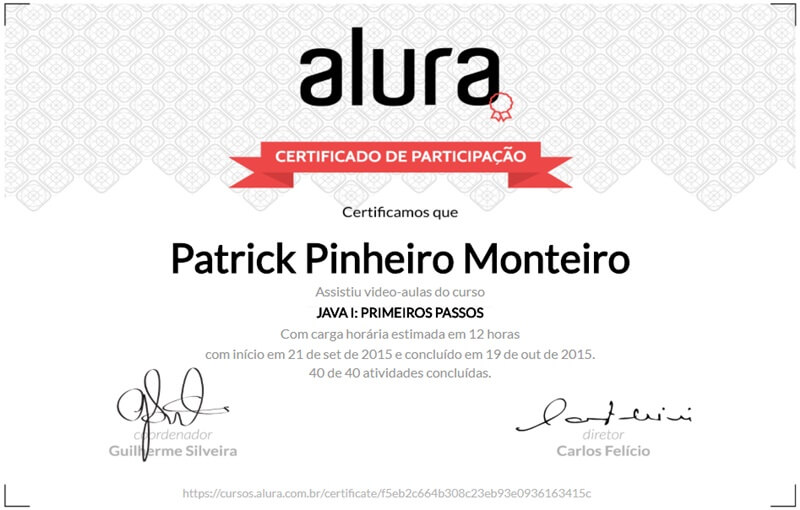 alura
CERTIFICADO DE PARTICIPAÇÃO
Certificamos que
Patrick Pinheiro Monteiro
Assistiu video-aulas do curso
JAVA I: PRIMEIROS PASSOS
Com carga horária estimada em 12 horas
com início em 21 de set de 2015 e concluído em 19 de out de 2015.
40 de 40 atividades concluídas.
coordenador
Guilherme Silveira
diretor
Carlos Felício
https://cursos.alura.com.br/certificate/f5eb2c664b308c23eb93e0936163415c